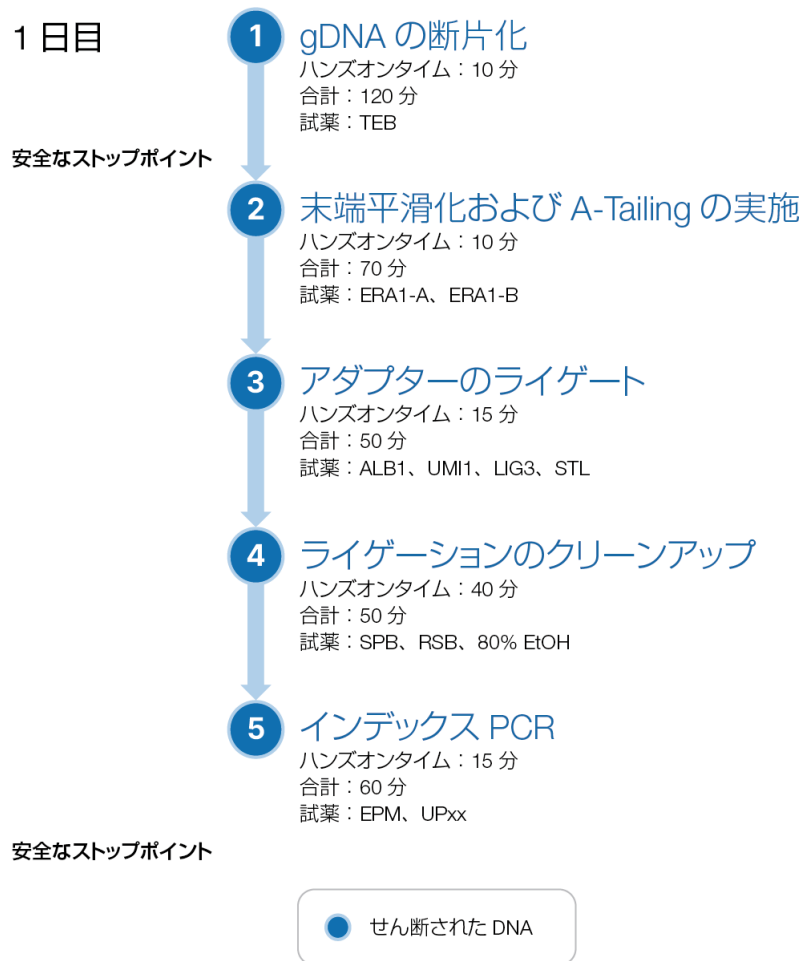 1 日目
1 gDNA の断片化
ハンズオンタイム：10 分
合計：120 分
試薬：TEB
安全なストップポイント
2 末端平滑化および A-Tailing の実施
ハンズオンタイム：10 分
合計：70 分
試薬：ERA1-A、ERA1-B
3 アダプターのライゲート
ハンズオンタイム：15 分
合計：50 分
試薬：ALB1、UMI1、LIG3、STL
4 ライゲーションのクリーンアップ
ハンズオンタイム：40 分
合計：50 分
試薬：SPB、RSB、80% EtOH
5 インデックス PCR
ハンズオンタイム：15 分
合計：60 分
試薬：EPM、UPxx
安全なストップポイント
せん断された DNA